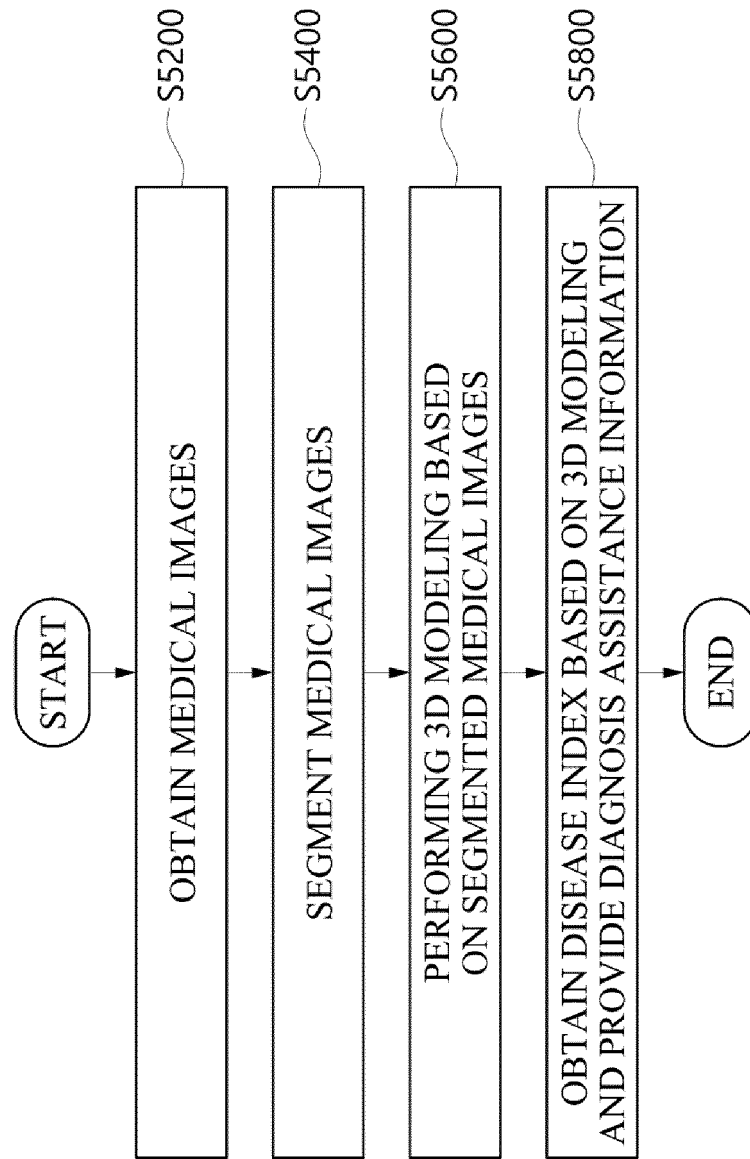 START
OBTAIN MEDICAL IMAGES
S5200
SEGMENT MEDICAL IMAGES
S5400
PERFORMING 3D MODELING BASED
ON SEGMENTED MEDICAL IMAGES
S5600
OBTAIN DISEASE INDEX BASED ON 3D MODELING
AND PROVIDE DIAGNOSIS ASSISTANCE INFORMATION
S5800
END